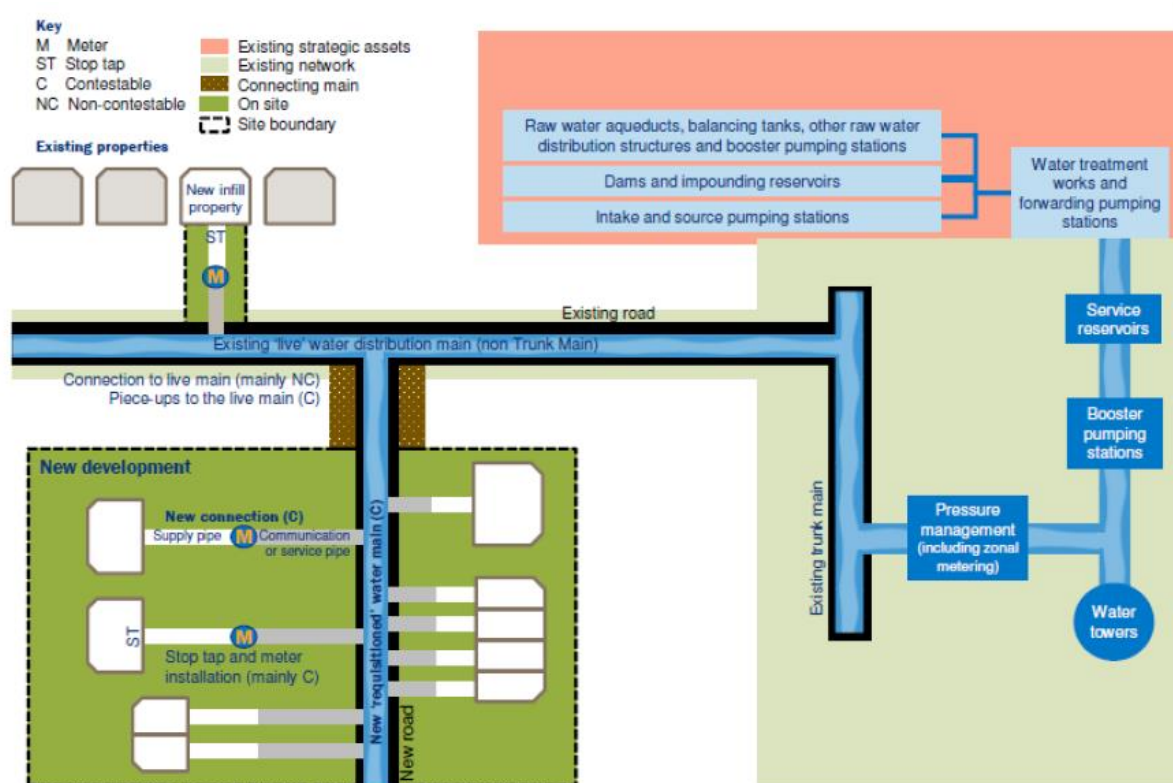 Key
M Meter
ST Stop tap
C Contestable
NC Non-contestable
Existing strategic assets
Existing network
Connecting main
On site
Site boundary
Existing properties
New infill
property
ST
M
Raw water aqueducts, balancing tanks, other raw water
distribution structures and booster pumping stations
Dams and impounding reservoirs
Intake and source pumping stations
Water treatment
works and
forwarding pumping
stations
Existing road
Existing 'live' water distribution main (non Trunk Main)
Service
reservoirs
Connection to live main (mainly NC)
Piece-ups to the live main (C)
Booster
pumping
stations
New development
New connection (C)
Supply pipe M Communication
or service pipe
ST
M
Stop tap and meter
installation (mainly C)
New 'requisitioned' water main (C)
New road
Existing trunk main
Pressure
management
(including zonal
metering)
Water
towers